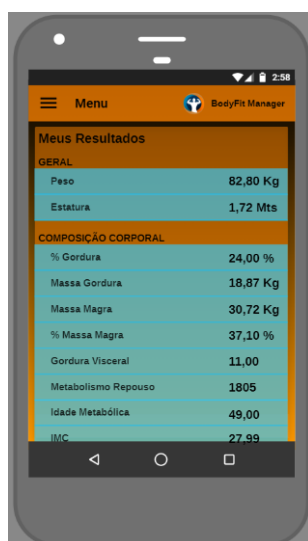 2:58
Menu BodyFit Manager
Meus Resultados
GERAL
Peso 82,80 Kg
Estatura 1,72 Mts
COMPOSIÇÃO CORPORAL
% Gordura 24,00 %
Massa Gordura 18,87 Kg
Massa Magra 30,72 Kg
% Massa Magra 37,10 %
Gordura Visceral 11,00
Metabolismo Repouso 1805
Idade Metabólica 49,00
IMC 27,99